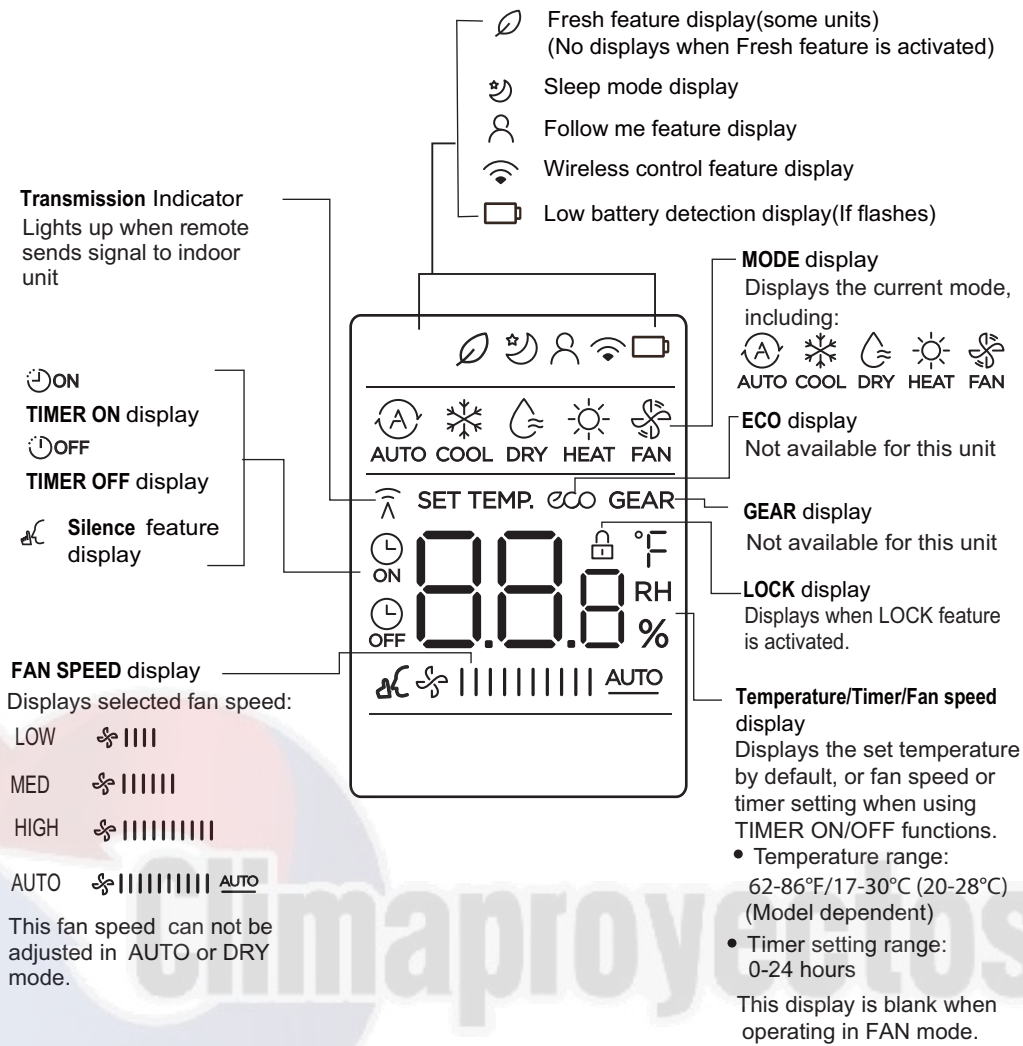 Fresh feature display(some units)
(No displays when Fresh feature is activated)
Sleep mode display
Follow me feature display
Wireless control feature display
Low battery detection display(If flashes)
Transmission Indicator
Lights up when remote
sends signal to indoor
unit
ON
TIMER ON display
OFF
TIMER OFF display
Silence feature
display
FAN SPEED display
Displays selected fan speed:
LOW
MED
HIGH
AUTO AUTO
This fan speed can not be
adjusted in AUTO or DRY
mode.
A
AUTO COOL DRY HEAT FAN
SET TEMP. eco GEAR
ON
88.8 °F
RH
OFF
%
AUTO
MODE display
Displays the current mode,
including:
A
AUTO COOL DRY HEAT FAN
ECO display
Not available for this unit
GEAR display
Not available for this unit
LOCK display
Displays when LOCK feature
is activated.
Temperature/Timer/Fan speed
display
Displays the set temperature
by default, or fan speed or
timer setting when using
TIMER ON/OFF functions.
• Temperature range:
62-86°F/17-30°C (20-28°C)
(Model dependent)
• Timer setting range:
0-24 hours
This display is blank when
operating in FAN mode.
Climaproyectos